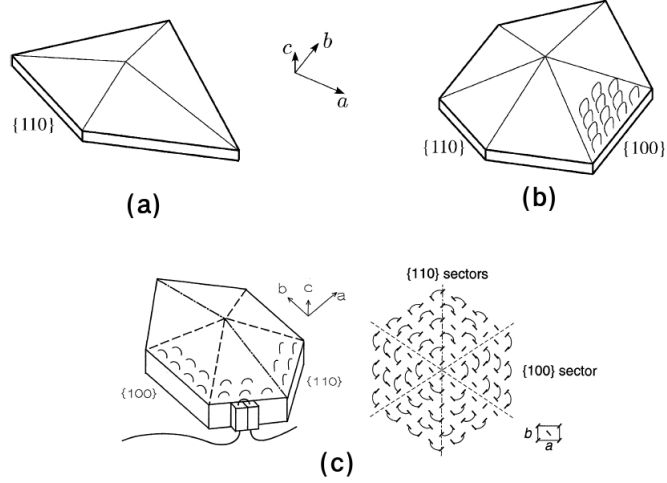 c
b
a
{110}
(a)
{110}
{100}
(b)
b
c
a
{100}
{110}
{110} sectors
{100} sector
b
a
(c)